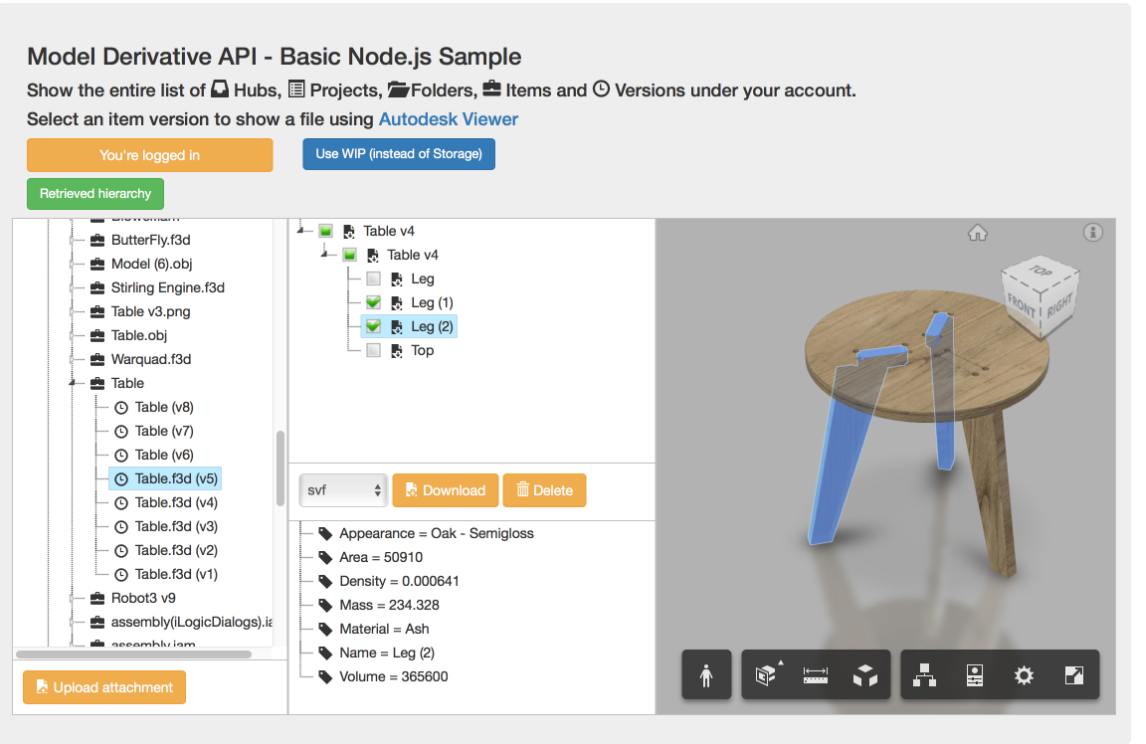 Model Derivative API - Basic Node.js Sample
Show the entire list of Hubs, Projects, Folders, Items and Versions under your account.
Select an item version to show a file using Autodesk Viewer
You're logged in
Use WIP (instead of Storage)
Retrieved hierarchy
ButterFly.f3d
Model (6).obj
Stirling Engine.f3d
Table v3.png
Table.obj
Warquad.f3d
Table
Table (v8)
Table (v7)
Table (v6)
Table.f3d (v5)
Table.f3d (v4)
Table.f3d (v3)
Table.f3d (v2)
Table.f3d (v1)
Robot3 v9
assembly(iLogicDialogs).ia
assembly.iam
Upload attachment
Table v4
Table v4
Leg
Leg (1)
Leg (2)
Top
svf
Download
Delete
Appearance = Oak - Semigloss
Area = 50910
Density = 0.000641
Mass = 234.328
Material = Ash
Name = Leg (2)
Volume = 365600
TOP
FRONT
RIGHT